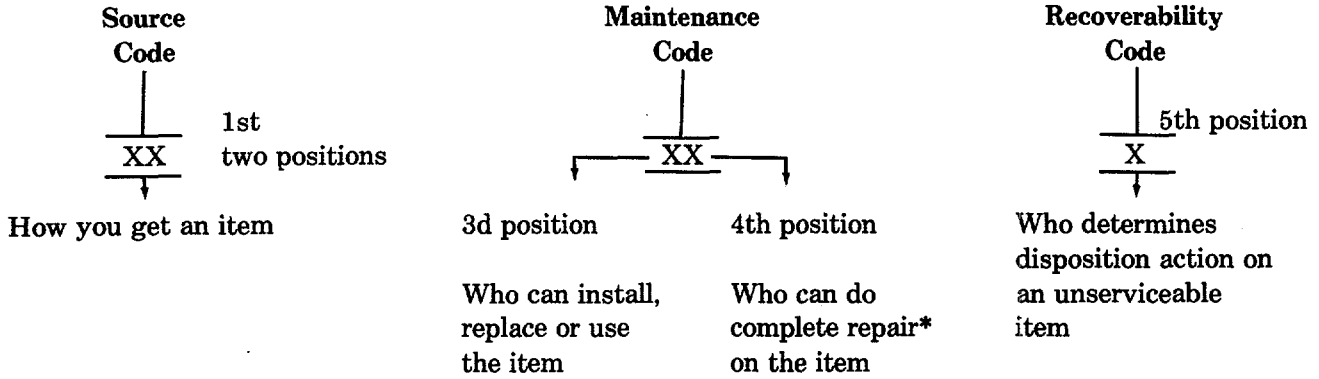 Source
Code
1st
XX two positions
How you get an item
Maintenance
Code
XX
3d position
Who can install,
replace or use
the item
4th position
Who can do
complete repair*
on the item
Recoverability
Code
5th position
X
Who determines
disposition action on
an unserviceable
item